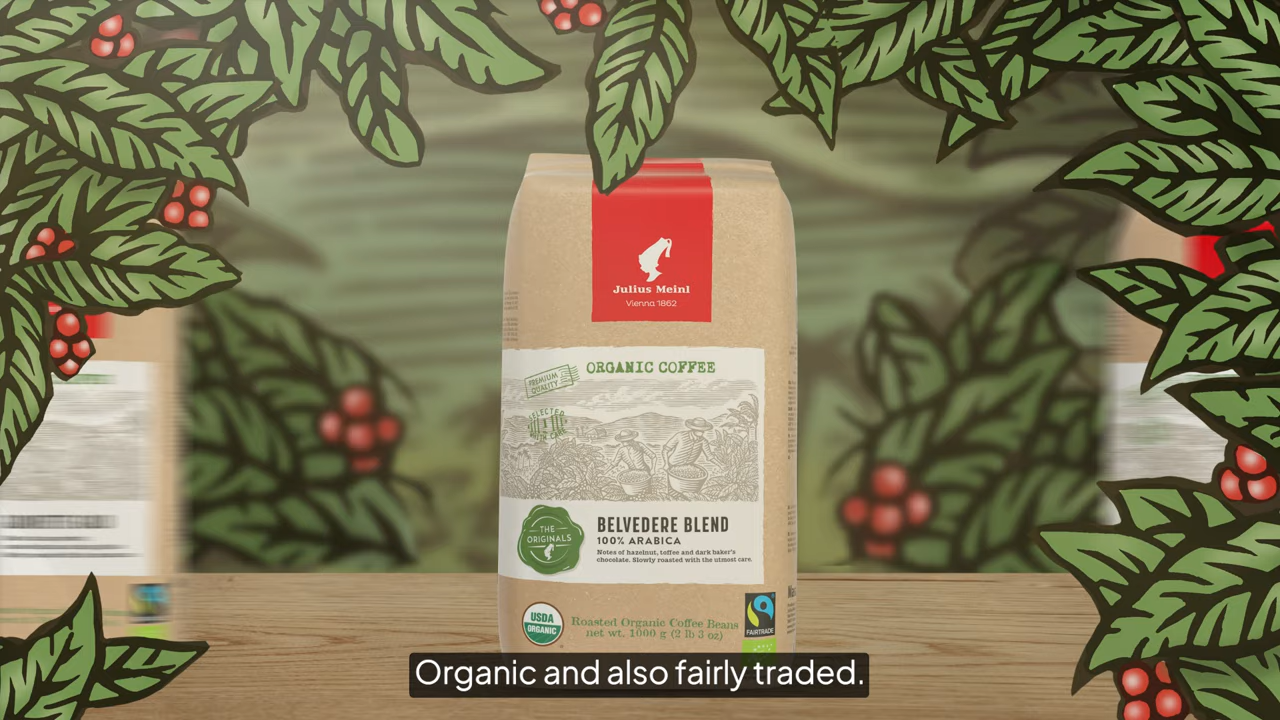 Julius Meinl
Vienna 1862
ORGANIC COFFEE
PREMIUM
QUALITY
SELECTED
THE
ORIGINALS
BELVEDERE BLEND
100% ARABICA
Notes of hazelnut, toffee and dark baker's
chocolate. Slowly roasted with the utmost care.
USDA
ORGANIC
Roasted Organic Coffee Beans
net wt. 1000 g (2 lb 3 oz)
FAIRTRADE
Organic and also fairly traded.